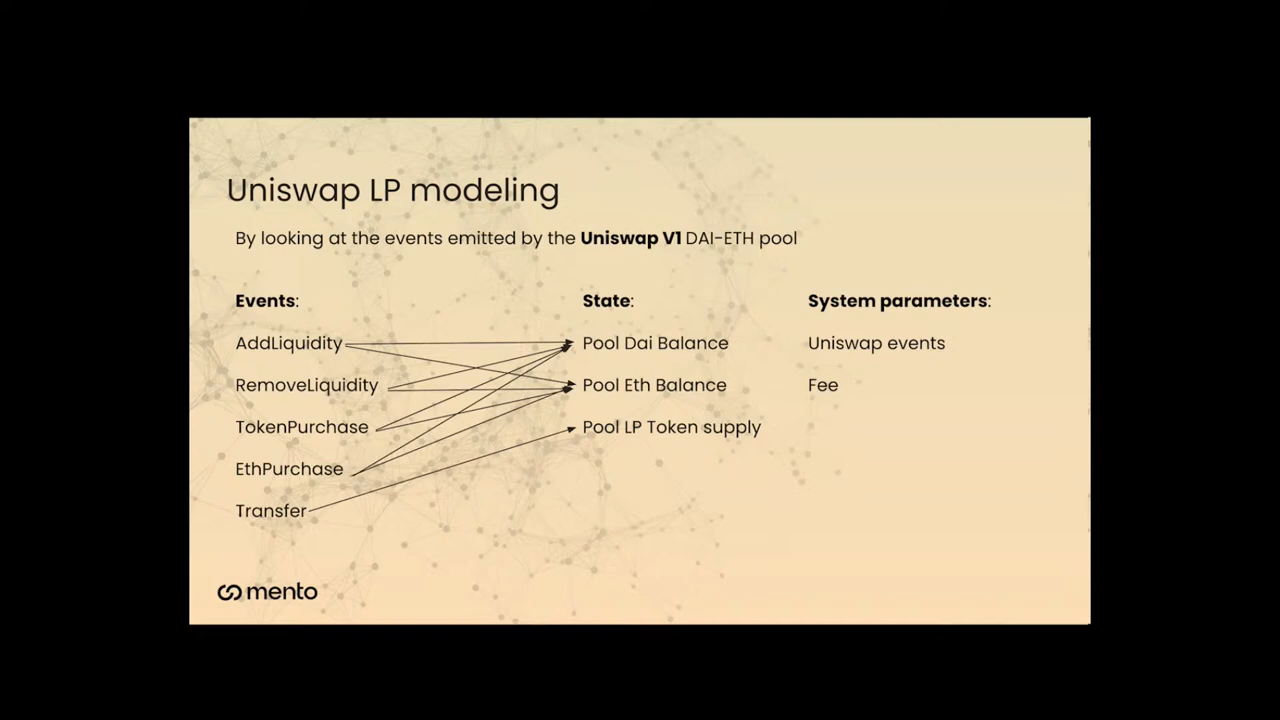 Uniswap LP modeling
By looking at the events emitted by the Uniswap V1 DAI-ETH pool
Events:
AddLiquidity
RemoveLiquidity
TokenPurchase
EthPurchase
Transfer
State:
Pool Dai Balance
Pool Eth Balance
Pool LP Token supply
System parameters:
Uniswap events
Fee
mento